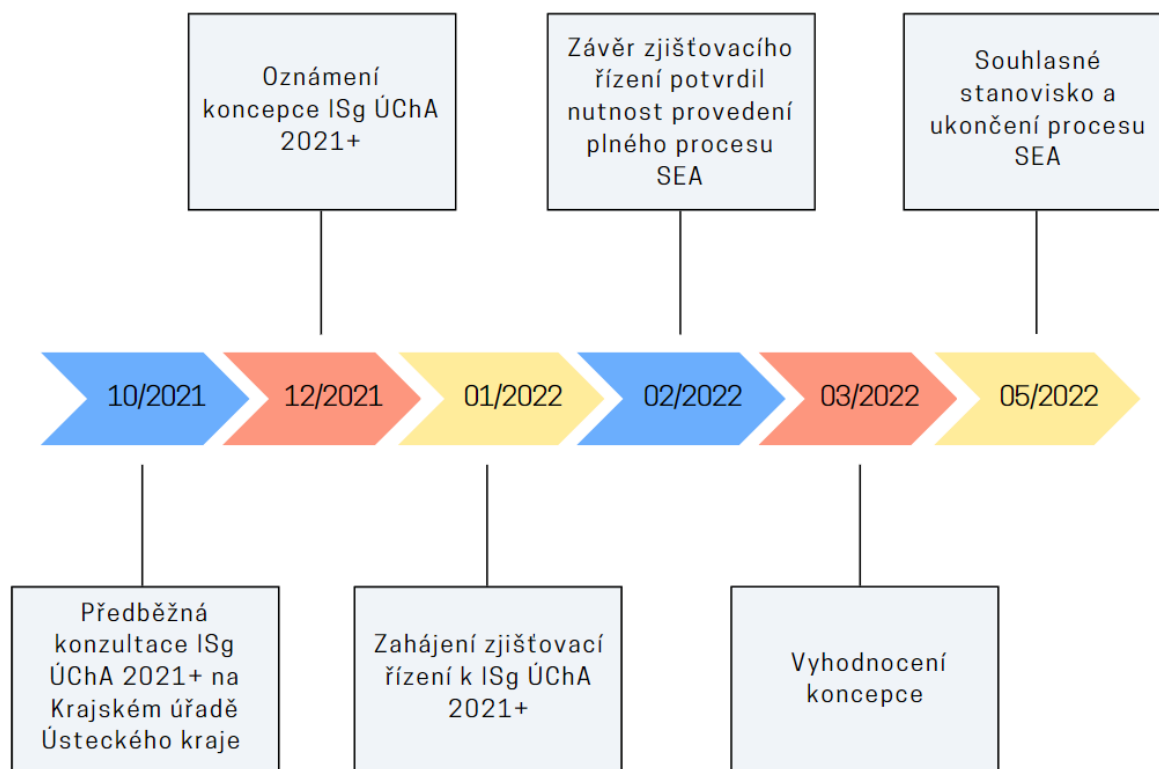 Oznámení
koncepce ISg ÚChA
2021+
Závěr zjišťovacího
řízení potvrdil
nutnost provedení
plného procesu
SEA
Souhlasné
stanovisko a
ukončení procesu
SEA
10/2021
12/2021
01/2022
02/2022
03/2022
05/2022
Předběžná
konzultace ISg
ÚChA 2021+ na
Krajském úřadě
Ústeckého kraje
Zahájení zjišťovací
řízení k ISg ÚChA
2021+
Vyhodnocení
koncepce